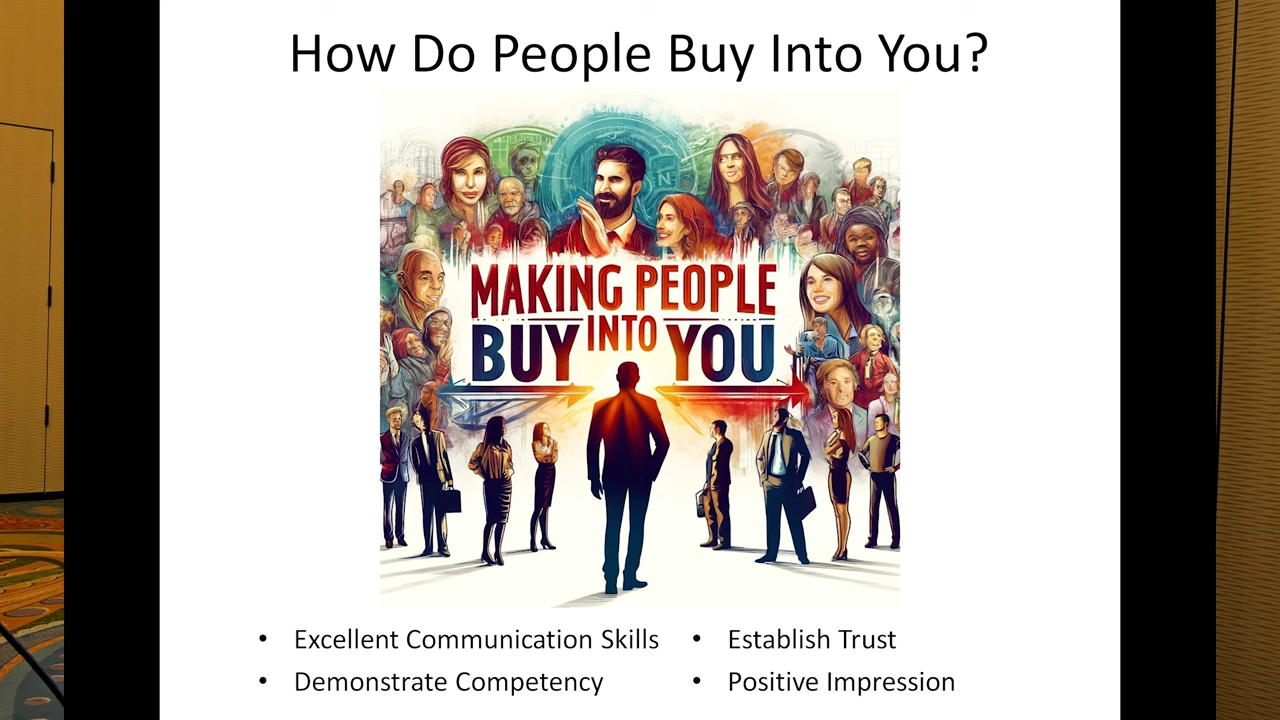 How Do People Buy Into You?
MAKING PEOPLE
BUY INTO YOU
• Excellent Communication Skills
• Demonstrate Competency
• Establish Trust
• Positive Impression